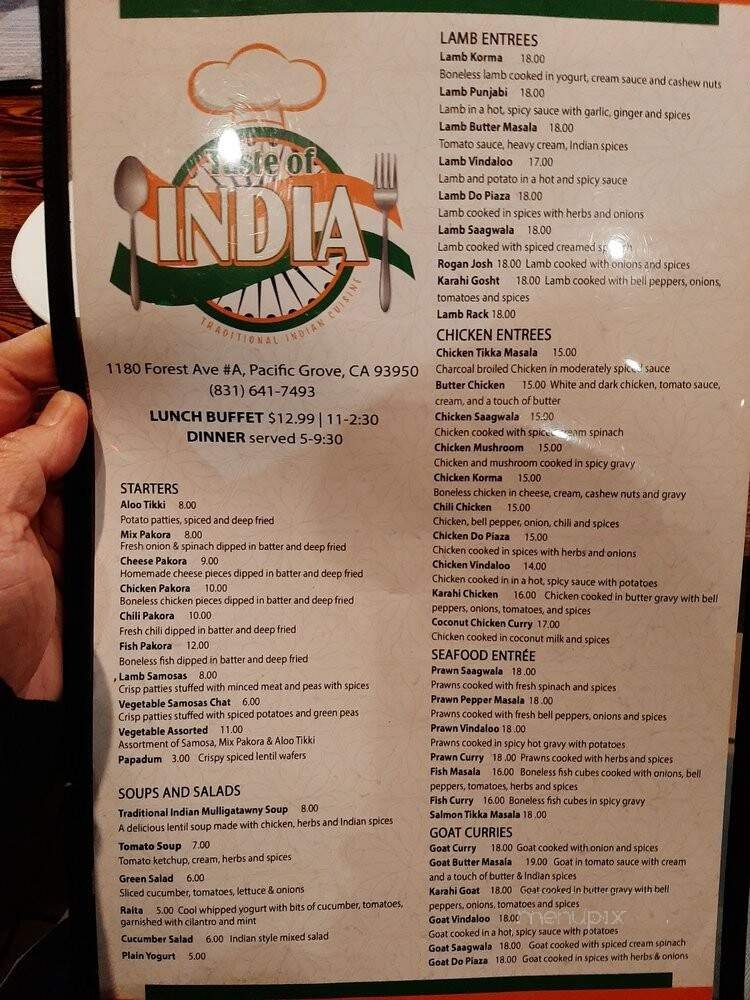 Taste of
INDIA
TRADITIONAL INDIAN CUISINE
1180 Forest Ave #A, Pacific Grove, CA 93950
(831) 641-7493
LUNCH BUFFET $12.99 | 11-2:30
DINNER served 5-9:30
STARTERS
Aloo Tikki 8.00
Potato patties, spiced and deep fried
Mix Pakora 8.00
Fresh onion & spinach dipped in batter and deep fried
Cheese Pakora 9.00
Homemade cheese pieces dipped in batter and deep fried
Chicken Pakora 10.00
Boneless chicken pieces dipped in batter and deep fried
Chili Pakora 10.00
Fresh chili dipped in batter and deep fried
Fish Pakora 12.00
Boneless fish dipped in batter and deep fried
Lamb Samosas 8.00
Crisp patties stuffed with minced meat and peas with spices
Vegetable Samosas Chat 6.00
Crisp patties stuffed with spiced potatoes and green peas
Vegetable Assorted 11.00
Assortment of Samosa, Mix Pakora & Aloo Tikki
Papadum 3.00 Crispy spiced lentil wafers
SOUPS AND SALADS
Traditional Indian Mulligatawny Soup 8.00
A delicious lentil soup made with chicken, herbs and Indian spices
Tomato Soup 7.00
Tomato ketchup, cream, herbs and spices
Green Salad 6.00
Sliced cucumber, tomatoes, lettuce & onions
Raita 5.00 Cool whipped yogurt with bits of cucumber, tomatoes,
garnished with cilantro and mint
Cucumber Salad 6.00 Indian style mixed salad
Plain Yogurt 5.00
LAMB ENTREES
Lamb Korma 18.00
Boneless lamb cooked in yogurt, cream sauce and cashew nuts
Lamb Punjabi 18.00
Lamb in a hot, spicy sauce with garlic, ginger and spices
Lamb Butter Masala 18.00
Tomato sauce, heavy cream, Indian spices
Lamb Vindaloo 17.00
Lamb and potato in a hot and spicy sauce
Lamb Do Piaza 18.00
Lamb cooked in spices with herbs and onions
Lamb Saagwala 18.00
Lamb cooked with spiced creamed spinach
Rogan Josh 18.00 Lamb cooked with onions and spices
Karahi Gosht 18.00 Lamb cooked with bell peppers, onions,
tomatoes and spices
Lamb Rack 18.00
CHICKEN ENTREES
Chicken Tikka Masala 15.00
Charcoal broiled Chicken in moderately spiced sauce
Butter Chicken 15.00 White and dark chicken, tomato sauce,
cream, and a touch of butter
Chicken Saagwala 15:00
Chicken cooked with spiced cream spinach
Chicken Mushroom 15.00
Chicken and mushroom cooked in spicy gravy
Chicken Korma 15.00
Boneless chicken in cheese, cream, cashew nuts and gravy
Chili Chicken 15.00
Chicken, bell pepper, onion, chili and spices
Chicken Do Piaza 15.00
Chicken cooked in spices with herbs and onions
Chicken Vindaloo 14.00
Chicken cooked in in a hot, spicy sauce with potatoes
Karahi Chicken 16.00 Chicken cooked in butter gravy with bell
peppers, onions, tomatoes, and spices
Coconut Chicken Curry 17.00
Chicken cooked in coconut milk and spices
SEAFOOD ENTRÉE
Prawn Saagwala 18 .00
Prawns cooked with fresh spinach and spices
Prawn Pepper Masala 18 .00
Prawns cooked with fresh bell peppers, onions and spices
Prawn Vindaloo 18 .00
Prawns cooked in spicy hot gravy with potatoes
Prawn Curry 18 .00 Prawns cooked with herbs and spices
Fish Masala 16.00 Boneless fish cubes cooked with onions, bell
peppers, tomatoes, herbs and spices
Fish Curry 16.00 Boneless fish cubes in spicy gravy
Salmon Tikka Masala 18 .00
GOAT CURRIES
Goat Curry 18.00 Goat cooked with onion and spices
Goat Butter Masala 19.00 Goat in tomato sauce with cream
and a touch of butter & Indian spices
Karahi Goat 18.00 Goat cooked in butter gravy with bell
peppers, onions, tomatoes and spices
Goat Vindaloo 18.00
Goat cooked in a hot, spicy sauce with potatoes
Goat Saagwala 18.00 Goat cooked with spiced cream spinach
Goat Do Piaza 18.00 Goat cooked in spices with herbs & onions
menupix